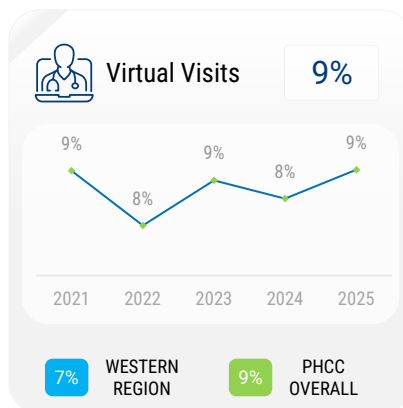 Virtual Visits 9%
9% 8% 9% 8% 9%
2021 2022 2023 2024 2025
7% WESTERN REGION
9% PHCC OVERALL